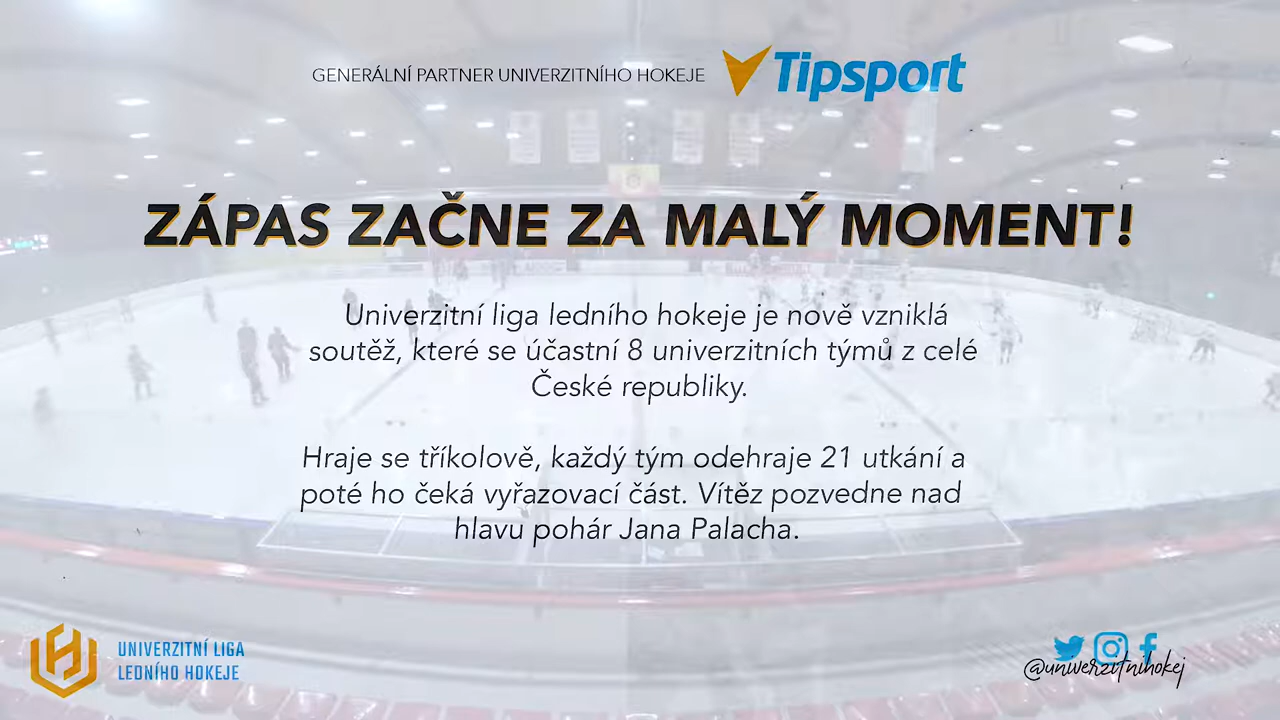 GENERÁLNÍ PARTNER UNIVERZITNÍHO HOKEJE Tipsport
ZÁPAS ZAČNE ZA MALÝ MOMENT!
Univerzitní liga ledního hokeje je nově vzniklá
soutěž, které se účastní 8 univerzitních týmů z celé
České republiky.
Hraje se tříkolově, každý tým odehraje 21 utkání a
poté ho čeká vyřazovací část. Vítěz pozvedne nad
hlavu pohár Jana Palacha.
UNIVERZITNÍ LIGA
LEDNÍHO HOKEJE
@univerzitnihokej